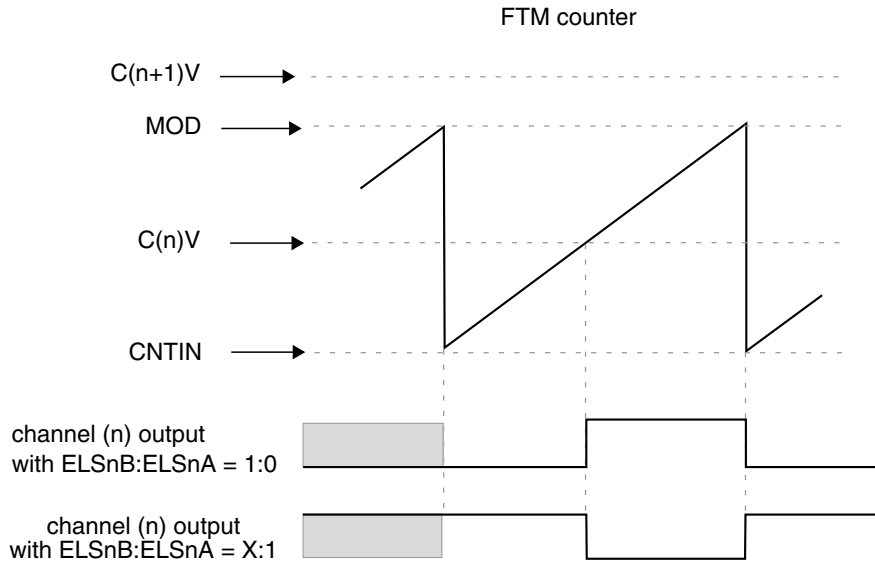 FTM counter
C(n+1)V
MOD
C(n)V
CNTIN
channel (n) output
with ELSnB:ELSnA = 1:0
channel (n) output
with ELSnB:ELSnA = X:1